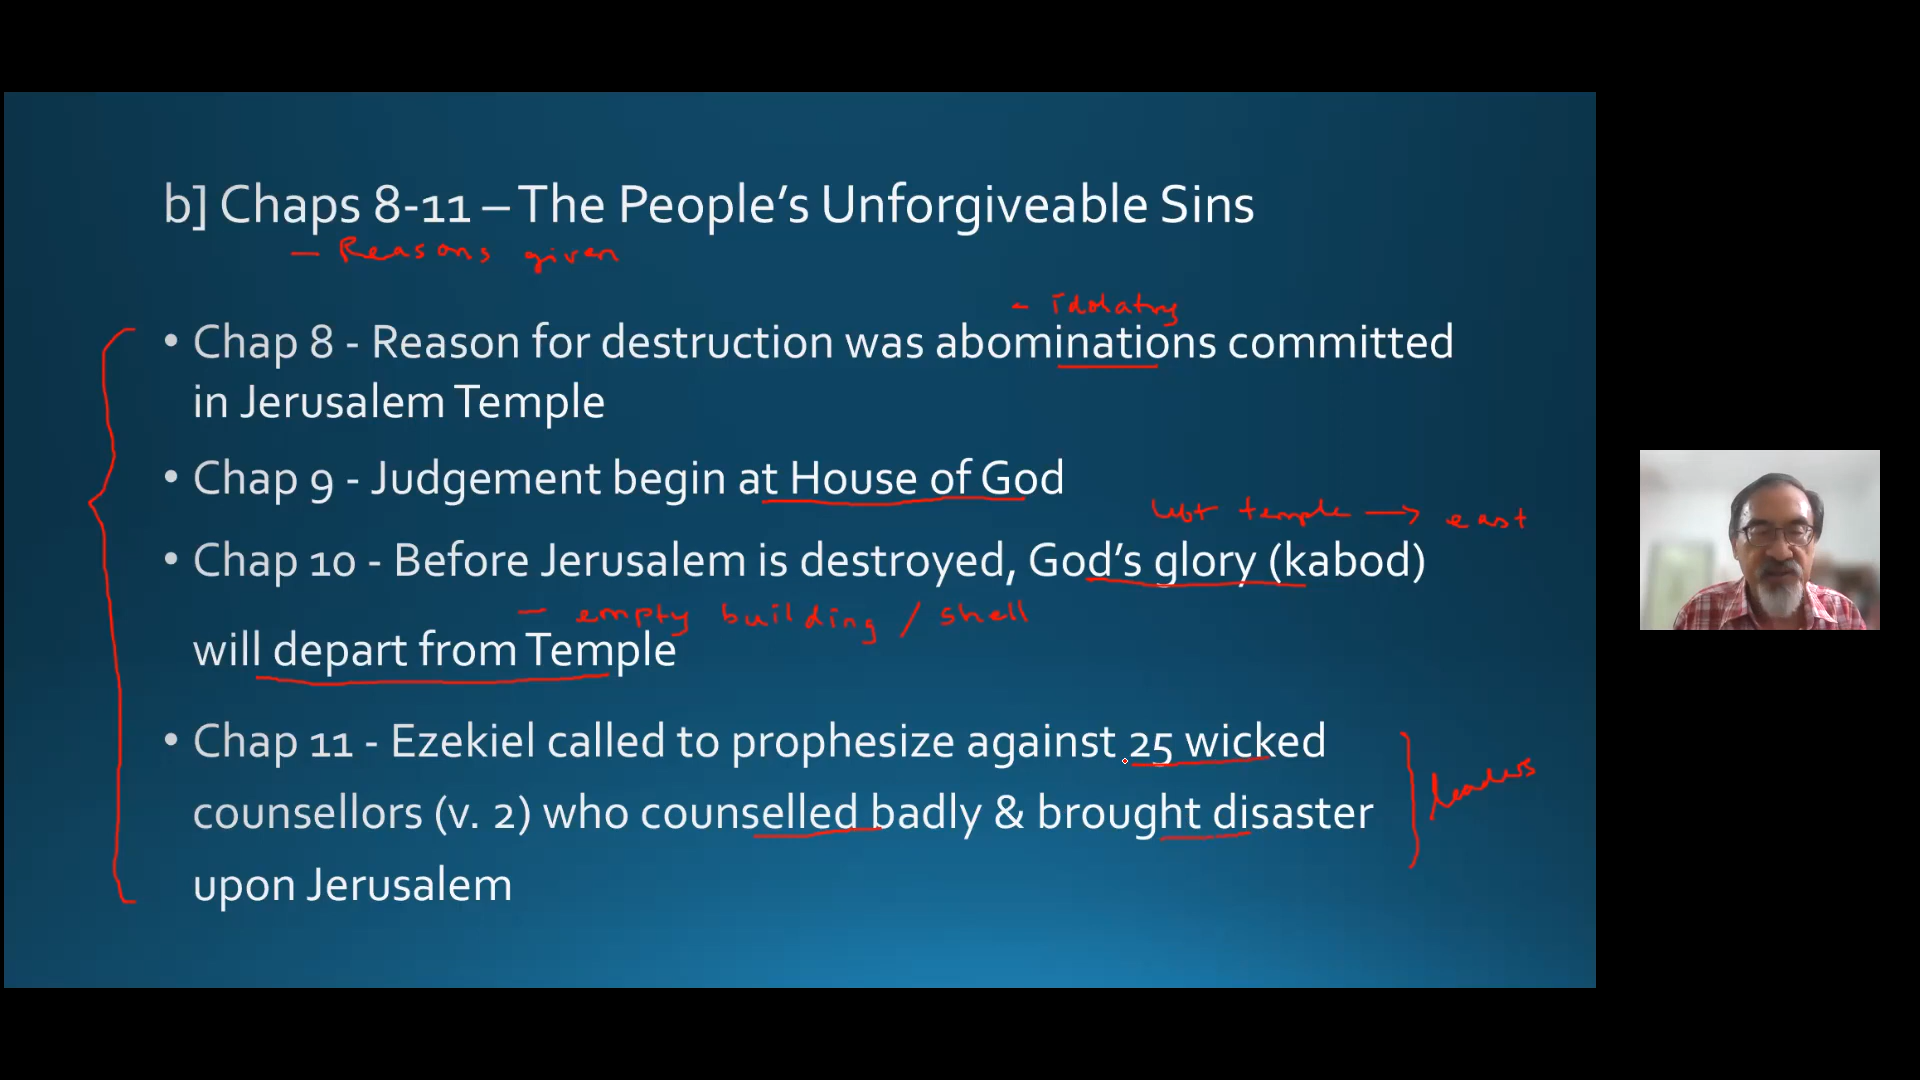 b] Chaps 8-11 – The People’s Unforgiveable Sins
– Reasons given
- idolatry
• Chap 8 - Reason for destruction was abominations committed
in Jerusalem Temple
• Chap 9 - Judgement begin at House of God
left temple → east
• Chap 10 - Before Jerusalem is destroyed, God’s glory (kabod)
– empty building / shell
will depart from Temple
• Chap 11 - Ezekiel called to prophesize against 25 wicked
leaders
counsellors (v. 2) who counselled badly & brought disaster
upon Jerusalem